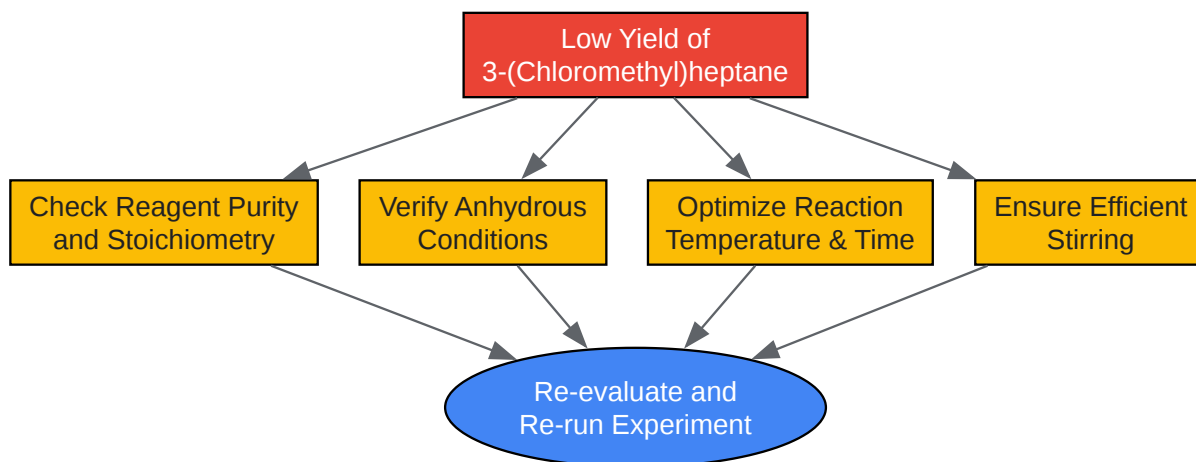 Low Yield of
3-(Chloromethyl)heptane
Check Reagent Purity
and Stoichiometry
Verify Anhydrous
Conditions
Optimize Reaction
Temperature & Time
Ensure Efficient
Stirring
Re-evaluate and
Re-run Experiment